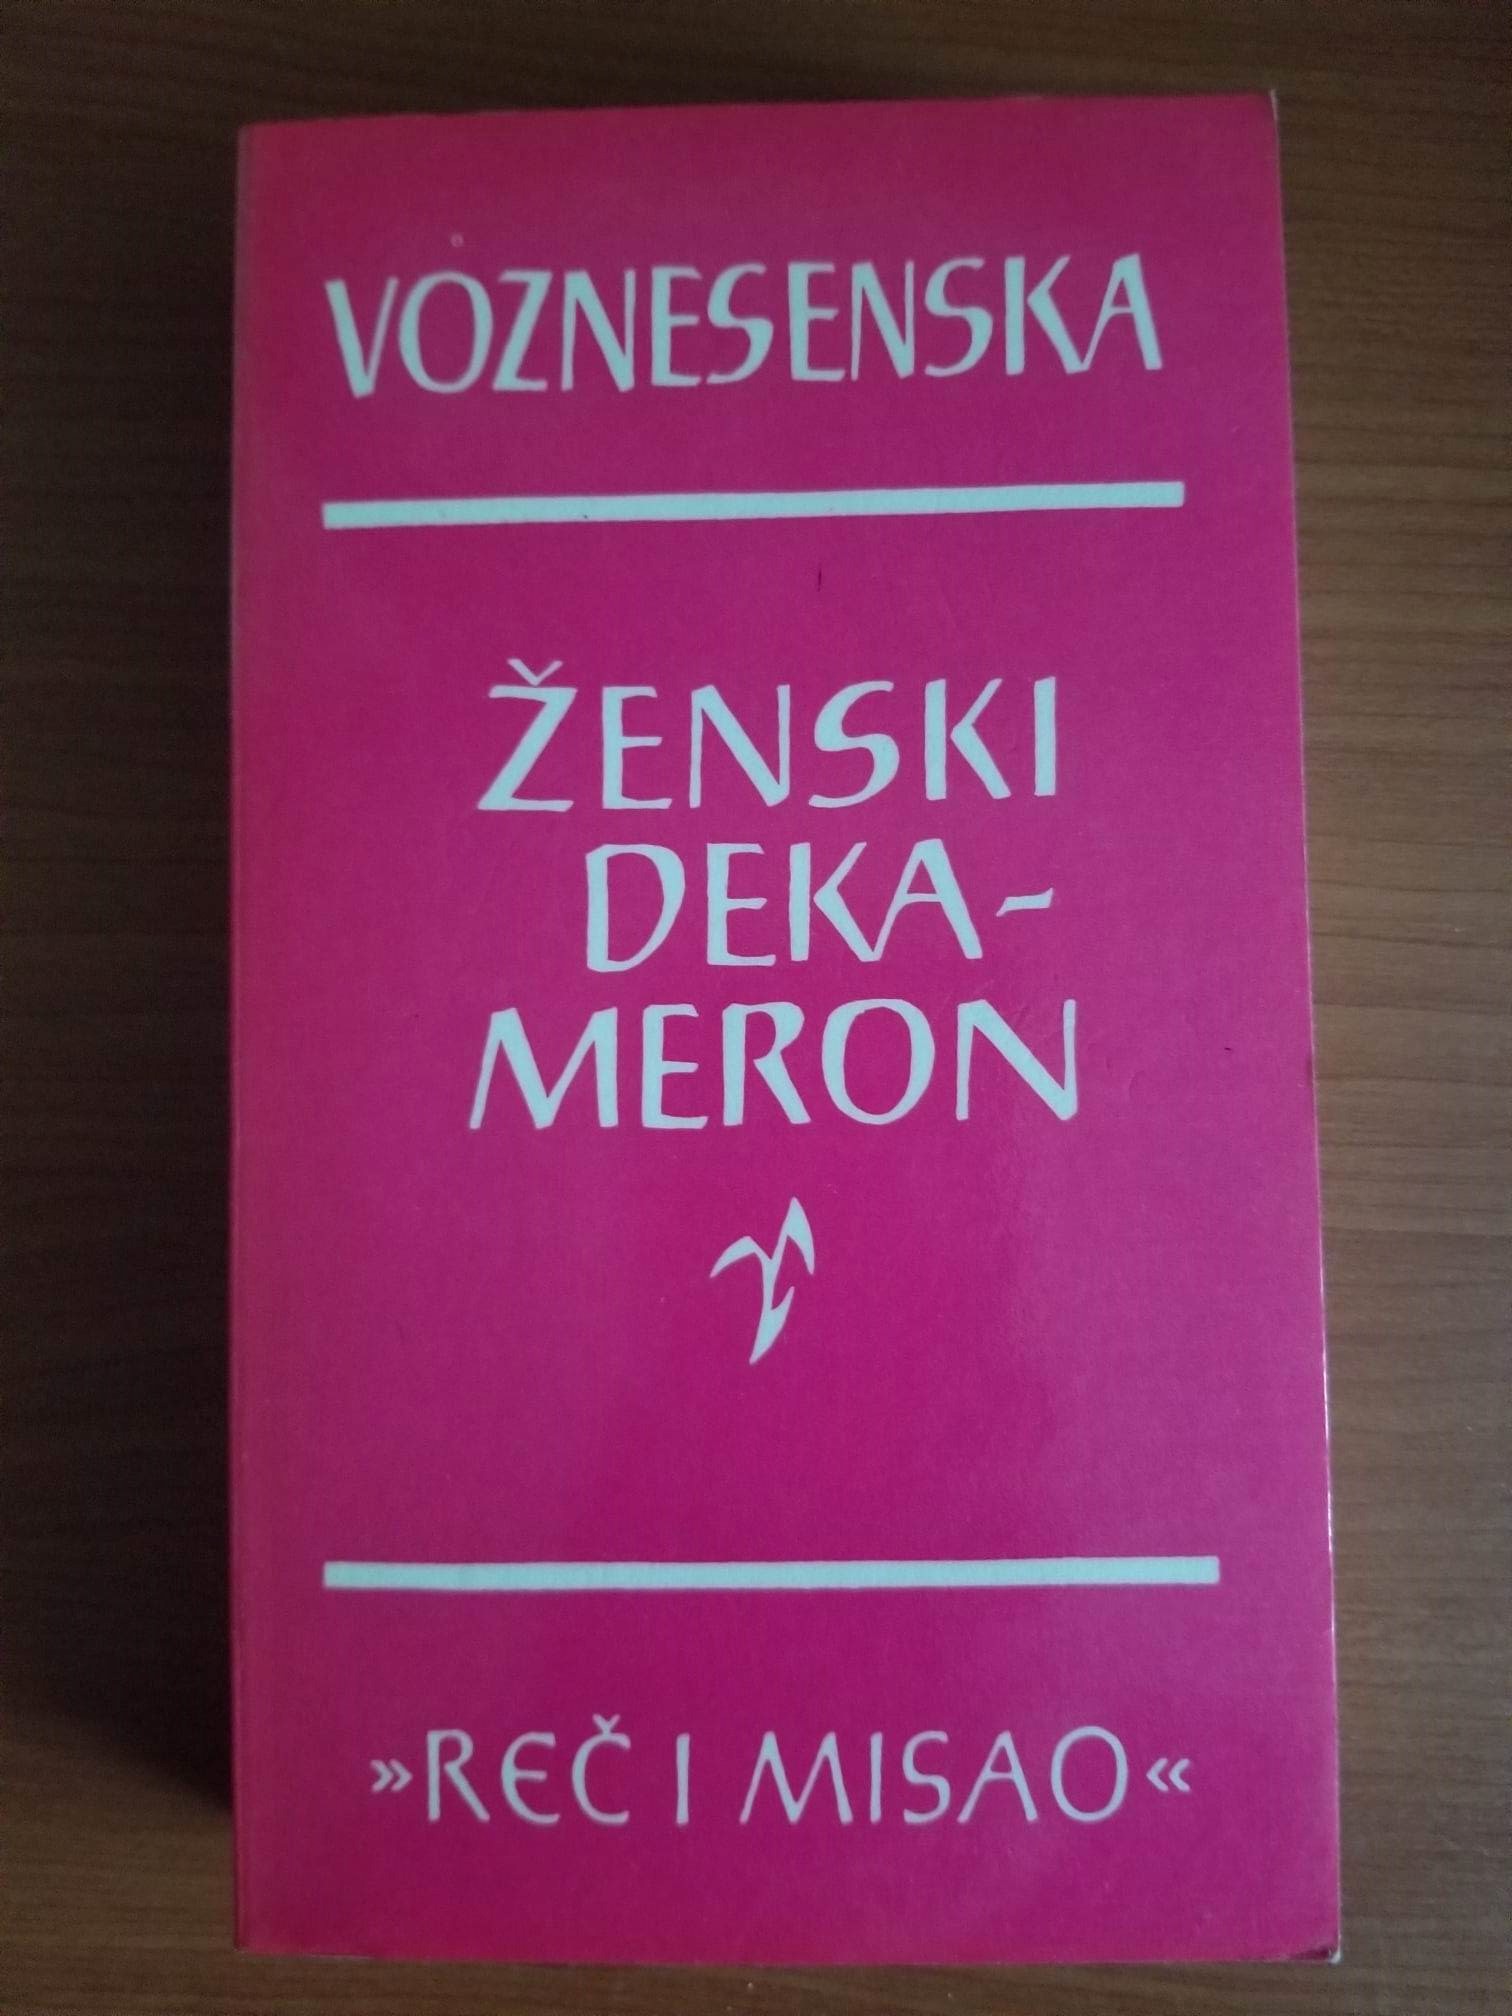 VOZNESENSKA
ŽENSKI
DEKA-
MERON
»REČ I MISAO«